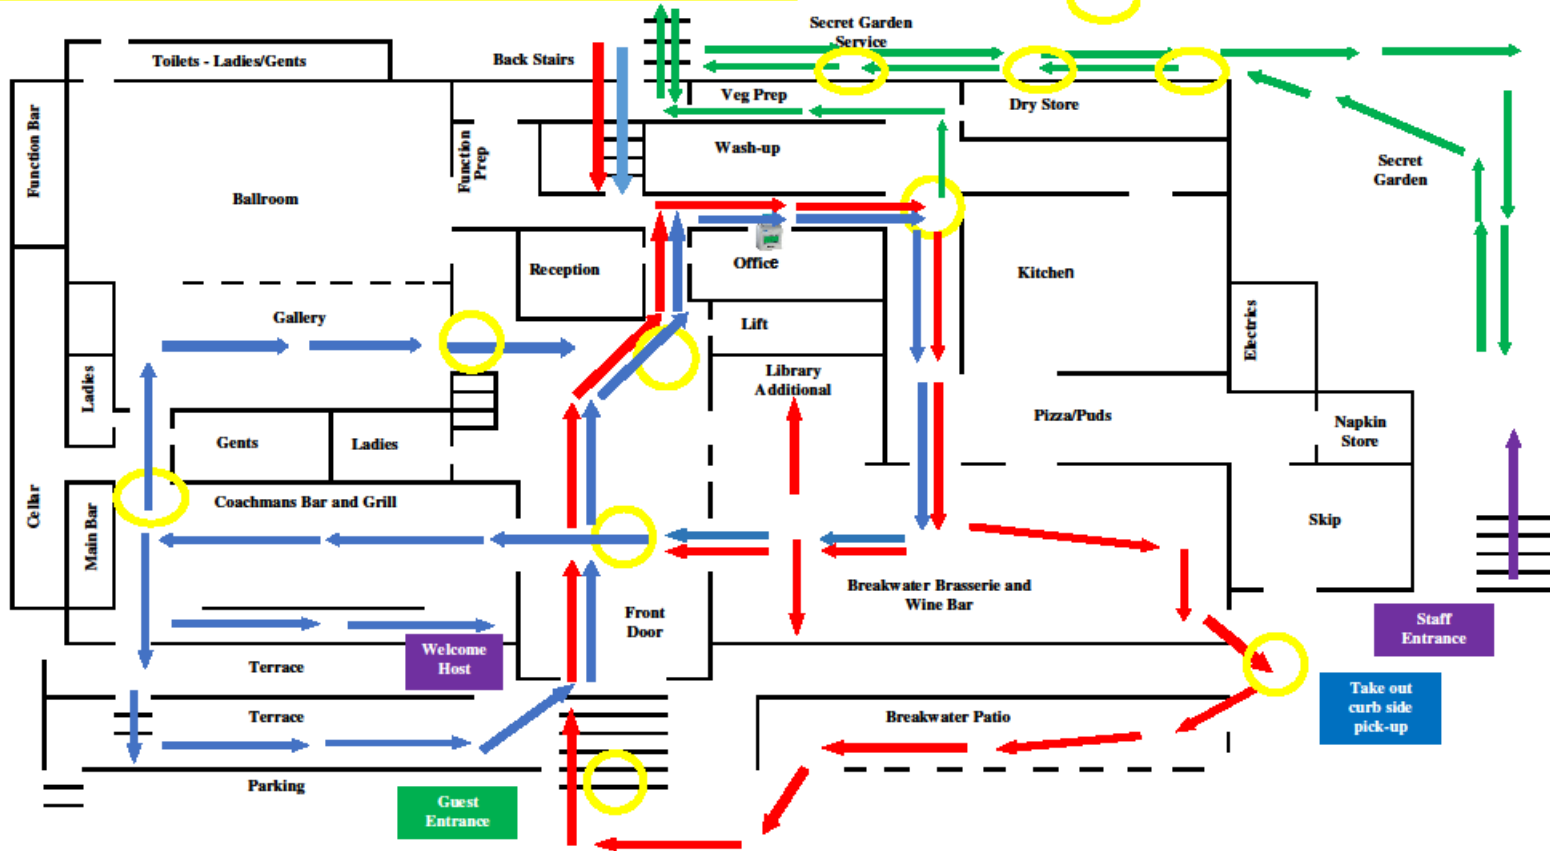 Secret Garden
Service
Toilets - Ladies/Gents
Back Stairs
Veg Prep
Dry Store
Function Bar
Function
Prep
Wash-up
Secret
Garden
Ballroom
Reception
Office
Kitchen
Gallery
Lift
Electrics
Ladies
Library
Additional
Pizza/Puds
Napkin
Store
Gents
Ladies
Cellar
Main Bar
Coachmans Bar and Grill
Skip
Breakwater Brasserie and
Wine Bar
Front
Door
Staff
Entrance
Welcome
Host
Terrace
Take out
curb side
pick-up
Terrace
Breakwater Patio
Parking
Guest
Entrance